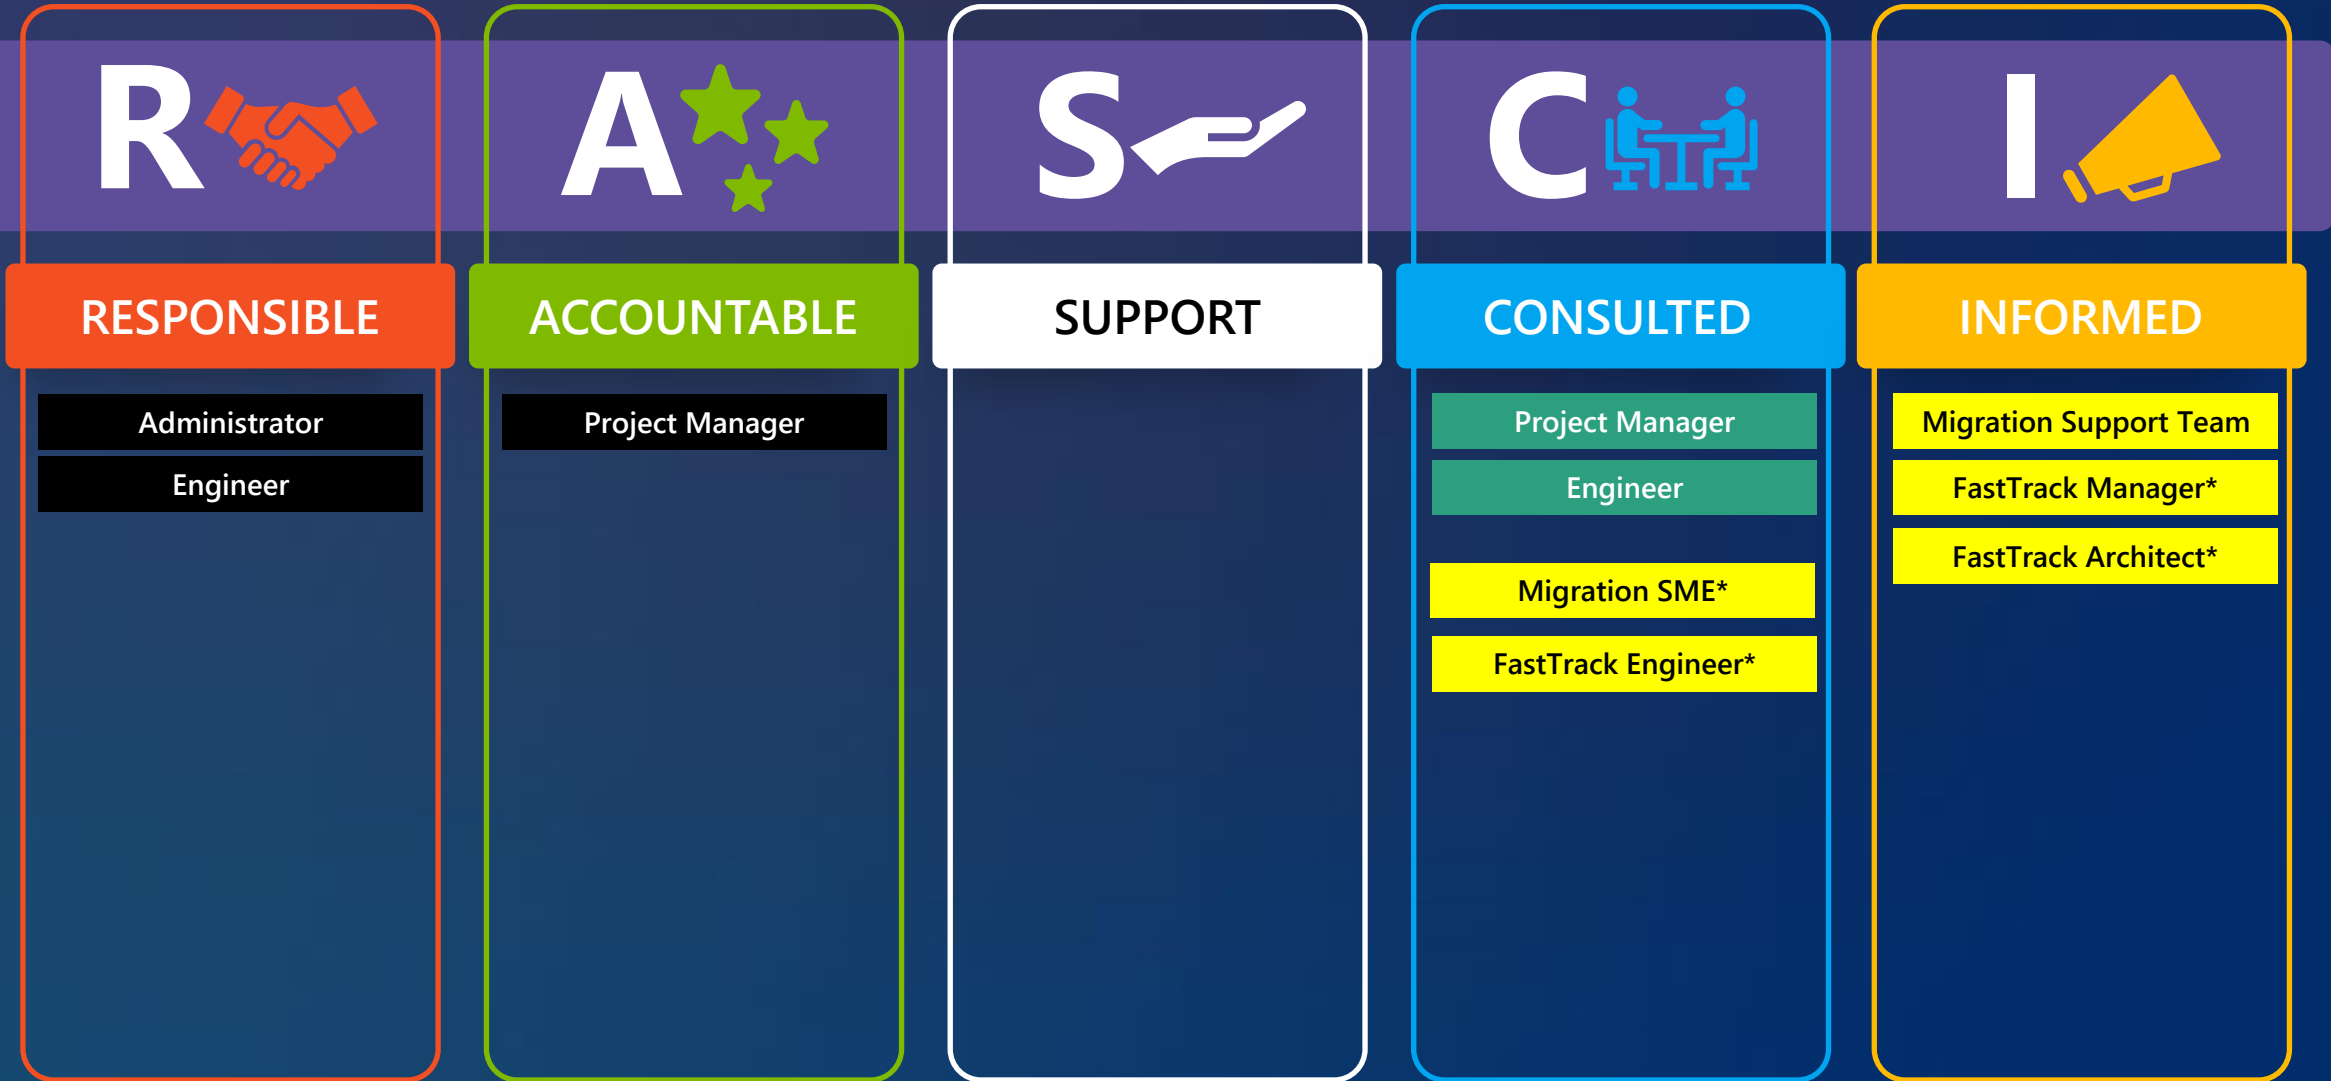 R
A
S
C
I
RESPONSIBLE
ACCOUNTABLE
SUPPORT
CONSULTED
INFORMED
Administrator
Engineer
Project Manager
Project Manager
Engineer
Migration SME*
FastTrack Engineer*
Migration Support Team
FastTrack Manager*
FastTrack Architect*